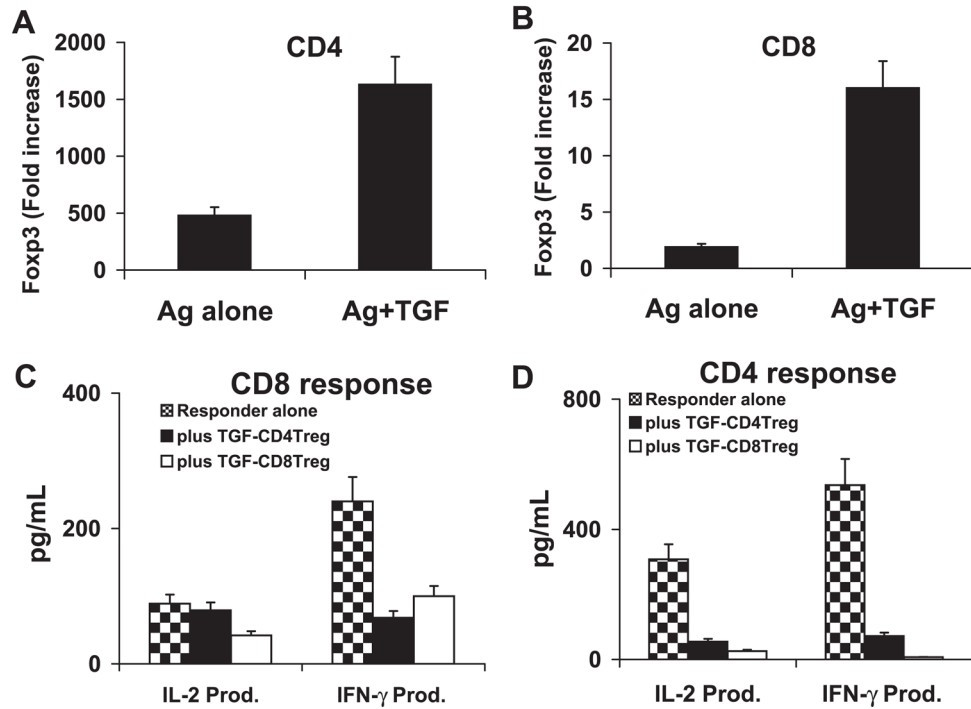 A
CD4
Foxp3 (Fold increase)
2000
1500
1000
500
0
Ag alone
Ag+TGF
B
CD8
Foxp3 (Fold increase)
20
15
10
5
0
Ag alone
Ag+TGF
C
CD8 response
Responder alone
plus TGF-CD4Treg
plus TGF-CD8Treg
pg/mL
400
200
0
IL-2 Prod.
IFN-γ Prod.
D
CD4 response
Responder alone
plus TGF-CD4Treg
plus TGF-CD8Treg
pg/mL
800
400
0
IL-2 Prod.
IFN-γ Prod.